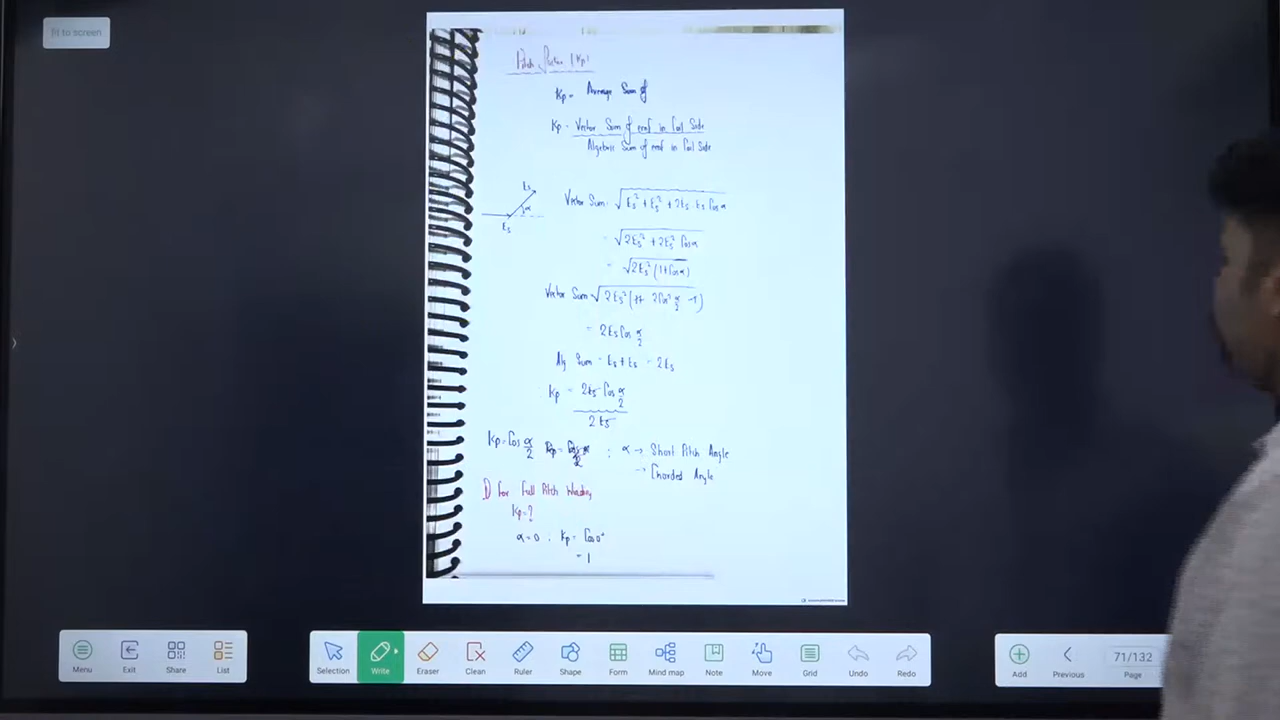 fit to screen
Pitch Factor (Kp)
Kp = Average Sum of
Kp = Vector Sum of emf in Coil Side
Algebraic Sum of emf in Coil Side
Es
α
Es
Vector Sum = √Es² + Es² + 2Es Es Cosα
= √2Es² + 2Es² Cosα
= √2Es² (1+Cosα)
Vector Sum = √2Es² (1+ 2Cos² α/2 -1)
= 2Es Cos α/2
Alg Sum = Es + Es = 2Es
∴ Kp = 2Es Cos α/2
2Es
Kp = Cos α/2 ; α → Short Pitch Angle
→ Chorded Angle
1) For Full Pitch Winding
Kp = ?
α = 0 ; Kp = Cos 0°
= 1
Menu Exit Share List Selection Write Eraser Clean Ruler Shape Form Mind map Note Move Grid Undo Redo Add Previous 71/132 Page